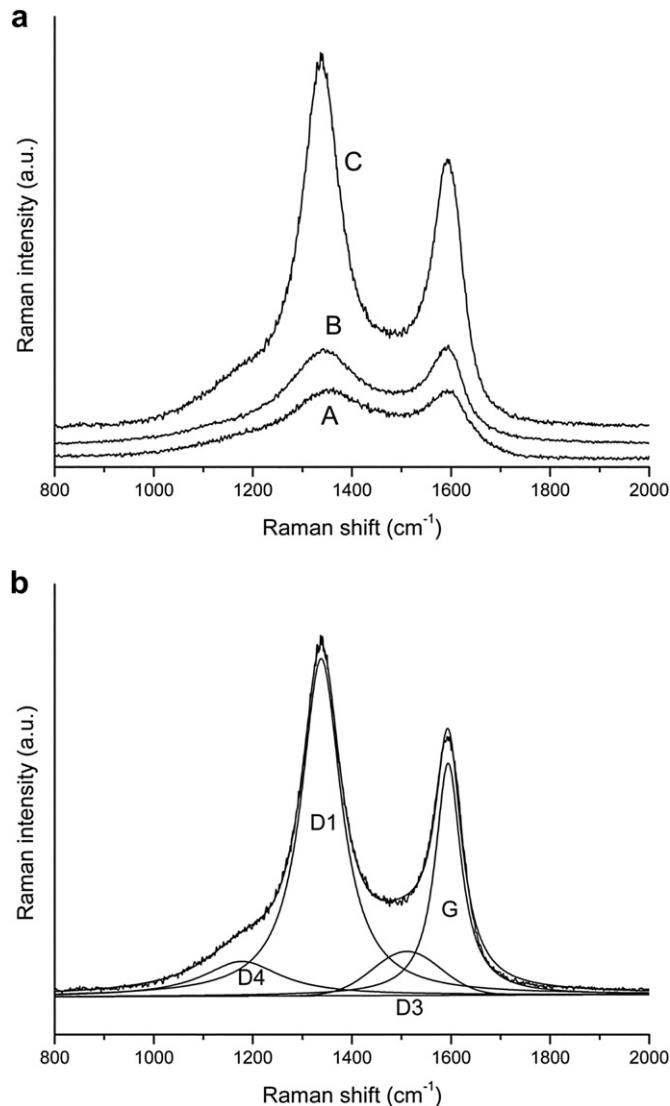 a
Raman intensity (a.u.)
C
B
A
800 1000 1200 1400 1600 1800 2000
Raman shift (cm⁻¹)
b
Raman intensity (a.u.)
D1
G
D4
D3
800 1000 1200 1400 1600 1800 2000
Raman shift (cm⁻¹)